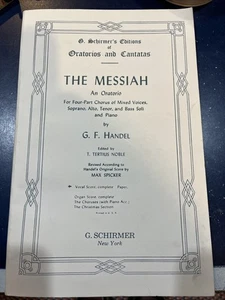 G. Schirmer's Editions
of
Oratorios and Cantatas
THE MESSIAH
An Oratorio
For Four-Part Chorus of Mixed Voices,
Soprano, Alto, Tenor, and Bass Soli
and Piano
by
G. F. HANDEL
Edited by
T. TERTIUS NOBLE
Revised According to
Handel's Original Score by
MAX SPICKER
Vocal Score, complete Paper,
Organ Score, complete
The Choruses (with Piano Acc.)
The Christmas Section
G. SCHIRMER
New York